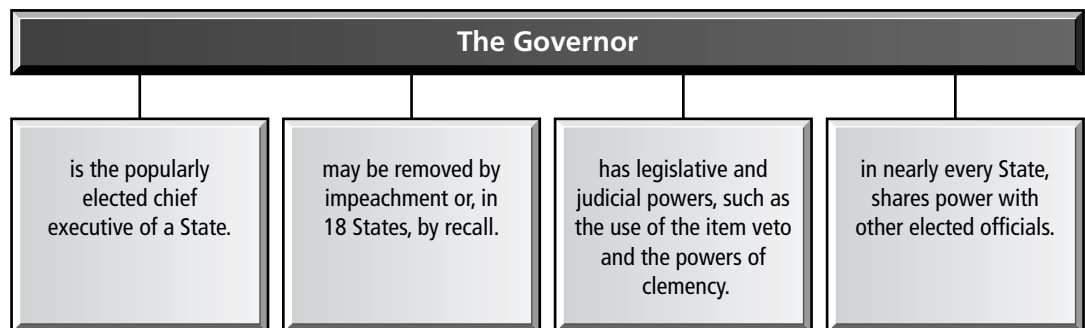 The Governor
is the popularly
elected chief
executive of a State.
may be removed by
impeachment or, in
18 States, by recall.
has legislative and
judicial powers, such as
the use of the item veto
and the powers of
clemency.
in nearly every State,
shares power with
other elected officials.